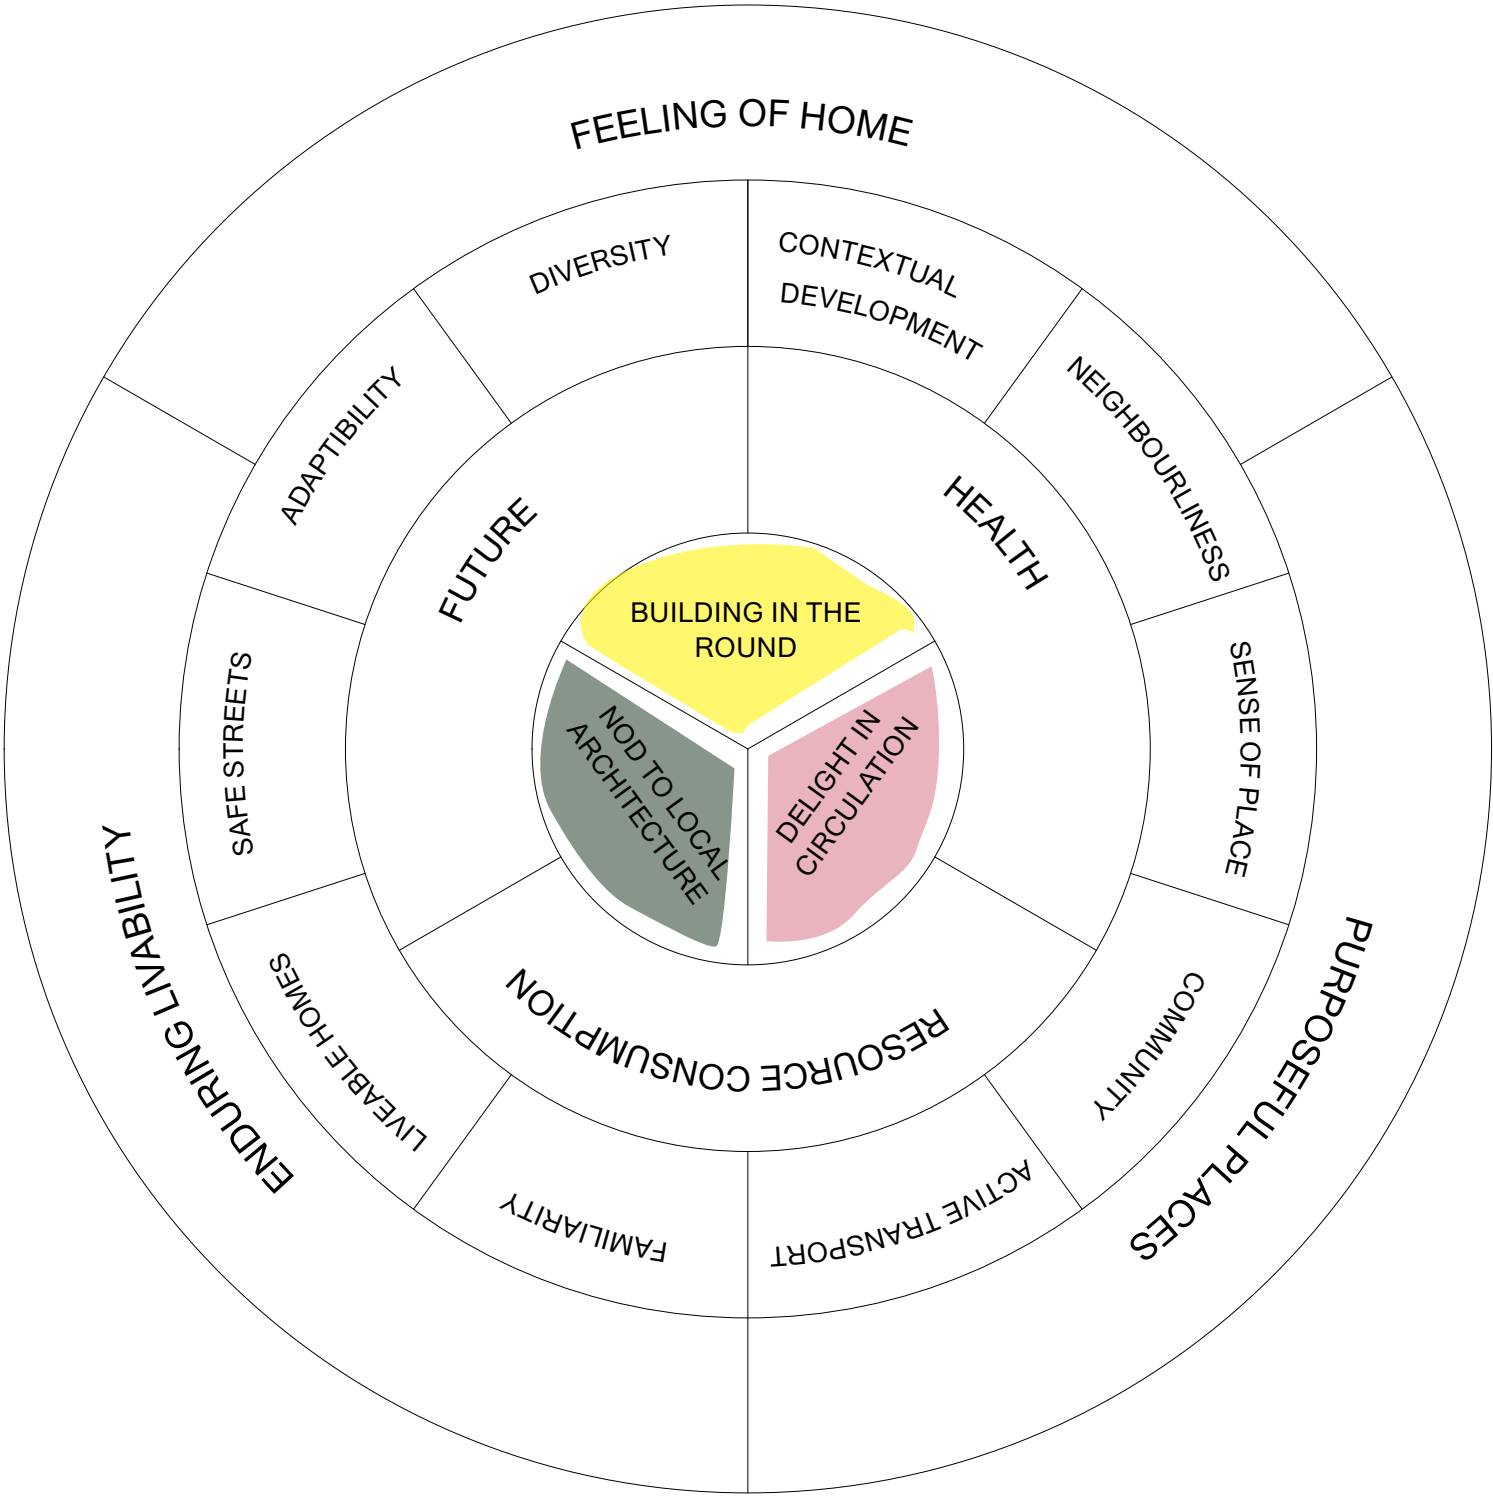 FEELING OF HOME
DIVERSITY
CONTEXTUAL
DEVELOPMENT
ADAPTIBILITY
NEIGHBOURLINESS
FUTURE
HEALTH
BUILDING IN THE
ROUND
SAFE STREETS
NOD TO LOCAL
ARCHITECTURE
DELIGHT IN
CIRCULATION
SENSE OF PLACE
ENDURING LIVABILITY
PURPOSEFUL PLACES
LIVEABLE HOMES
RESOURCE CONSUMPTION
COMMUNITY
FAMILIARITY
ACTIVE TRANSPORT